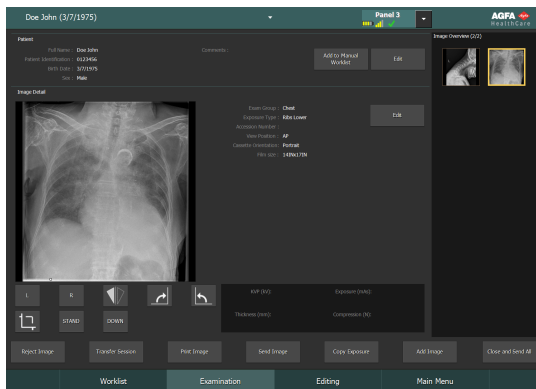 Doe John (3/7/1975)
Panel 3
AGFA
HealthCare
Patient
Full Name : Doe John
Patient Identification : 0123456
Birth Date : 3/7/1975
Sex : Male
Comments :
Add to Manual
Worklist
Edit
Image Overview (2/2)
Image Detail
Exam Group : Chest
Exposure Type : Ribs Lower
Accession Number :
View Position : AP
Cassette Orientation : Portrait
Film size : 14INx17IN
Edit
L
R
STAND
DOWN
KVP (kV):
Exposure (mAs):
Thickness (mm):
Compression (N):
Reject Image
Transfer Session
Print Image
Send Image
Copy Exposure
Add Image
Close and Send All
Worklist
Examination
Editing
Main Menu